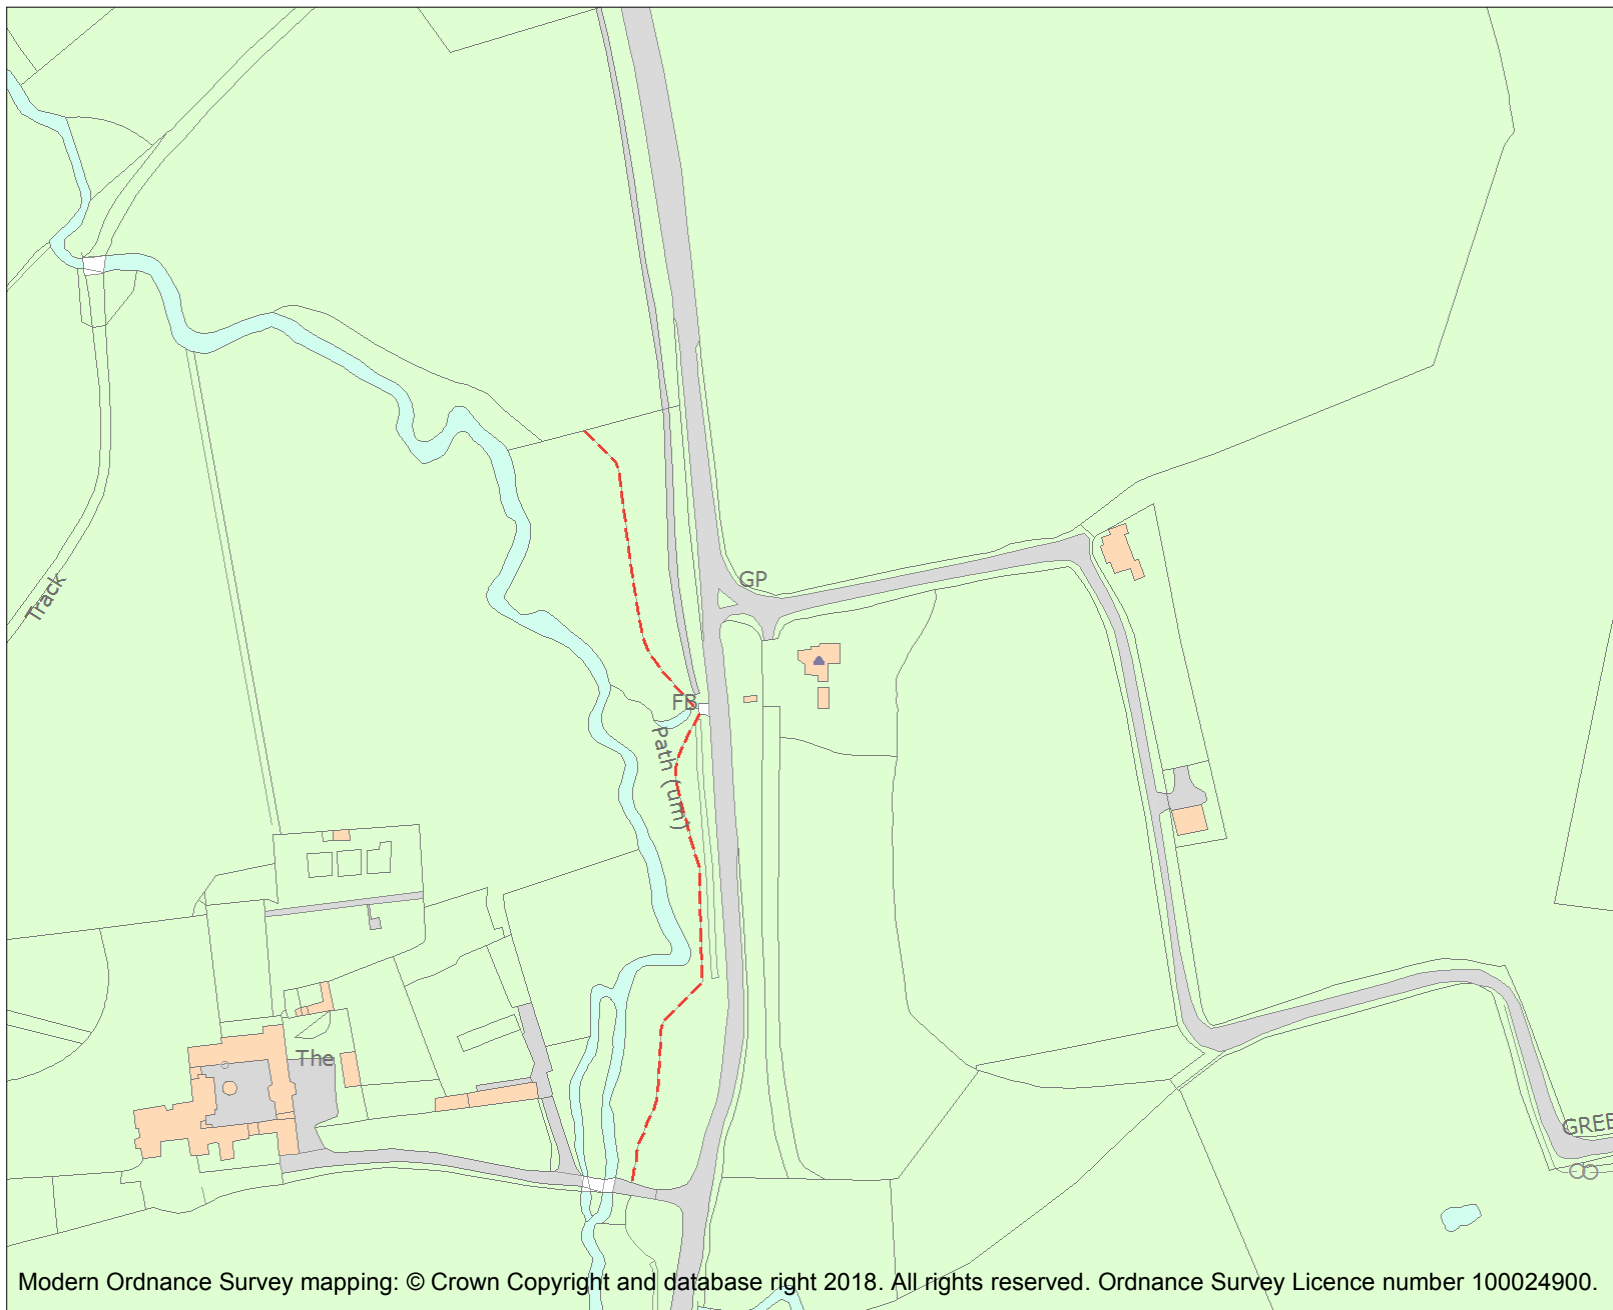 Track
GP
FB
Path (um)
The
GREE
Modern Ordnance Survey mapping: © Crown Copyright and database right 2018. All rights reserved. Ordnance Survey Licence number 100024900.